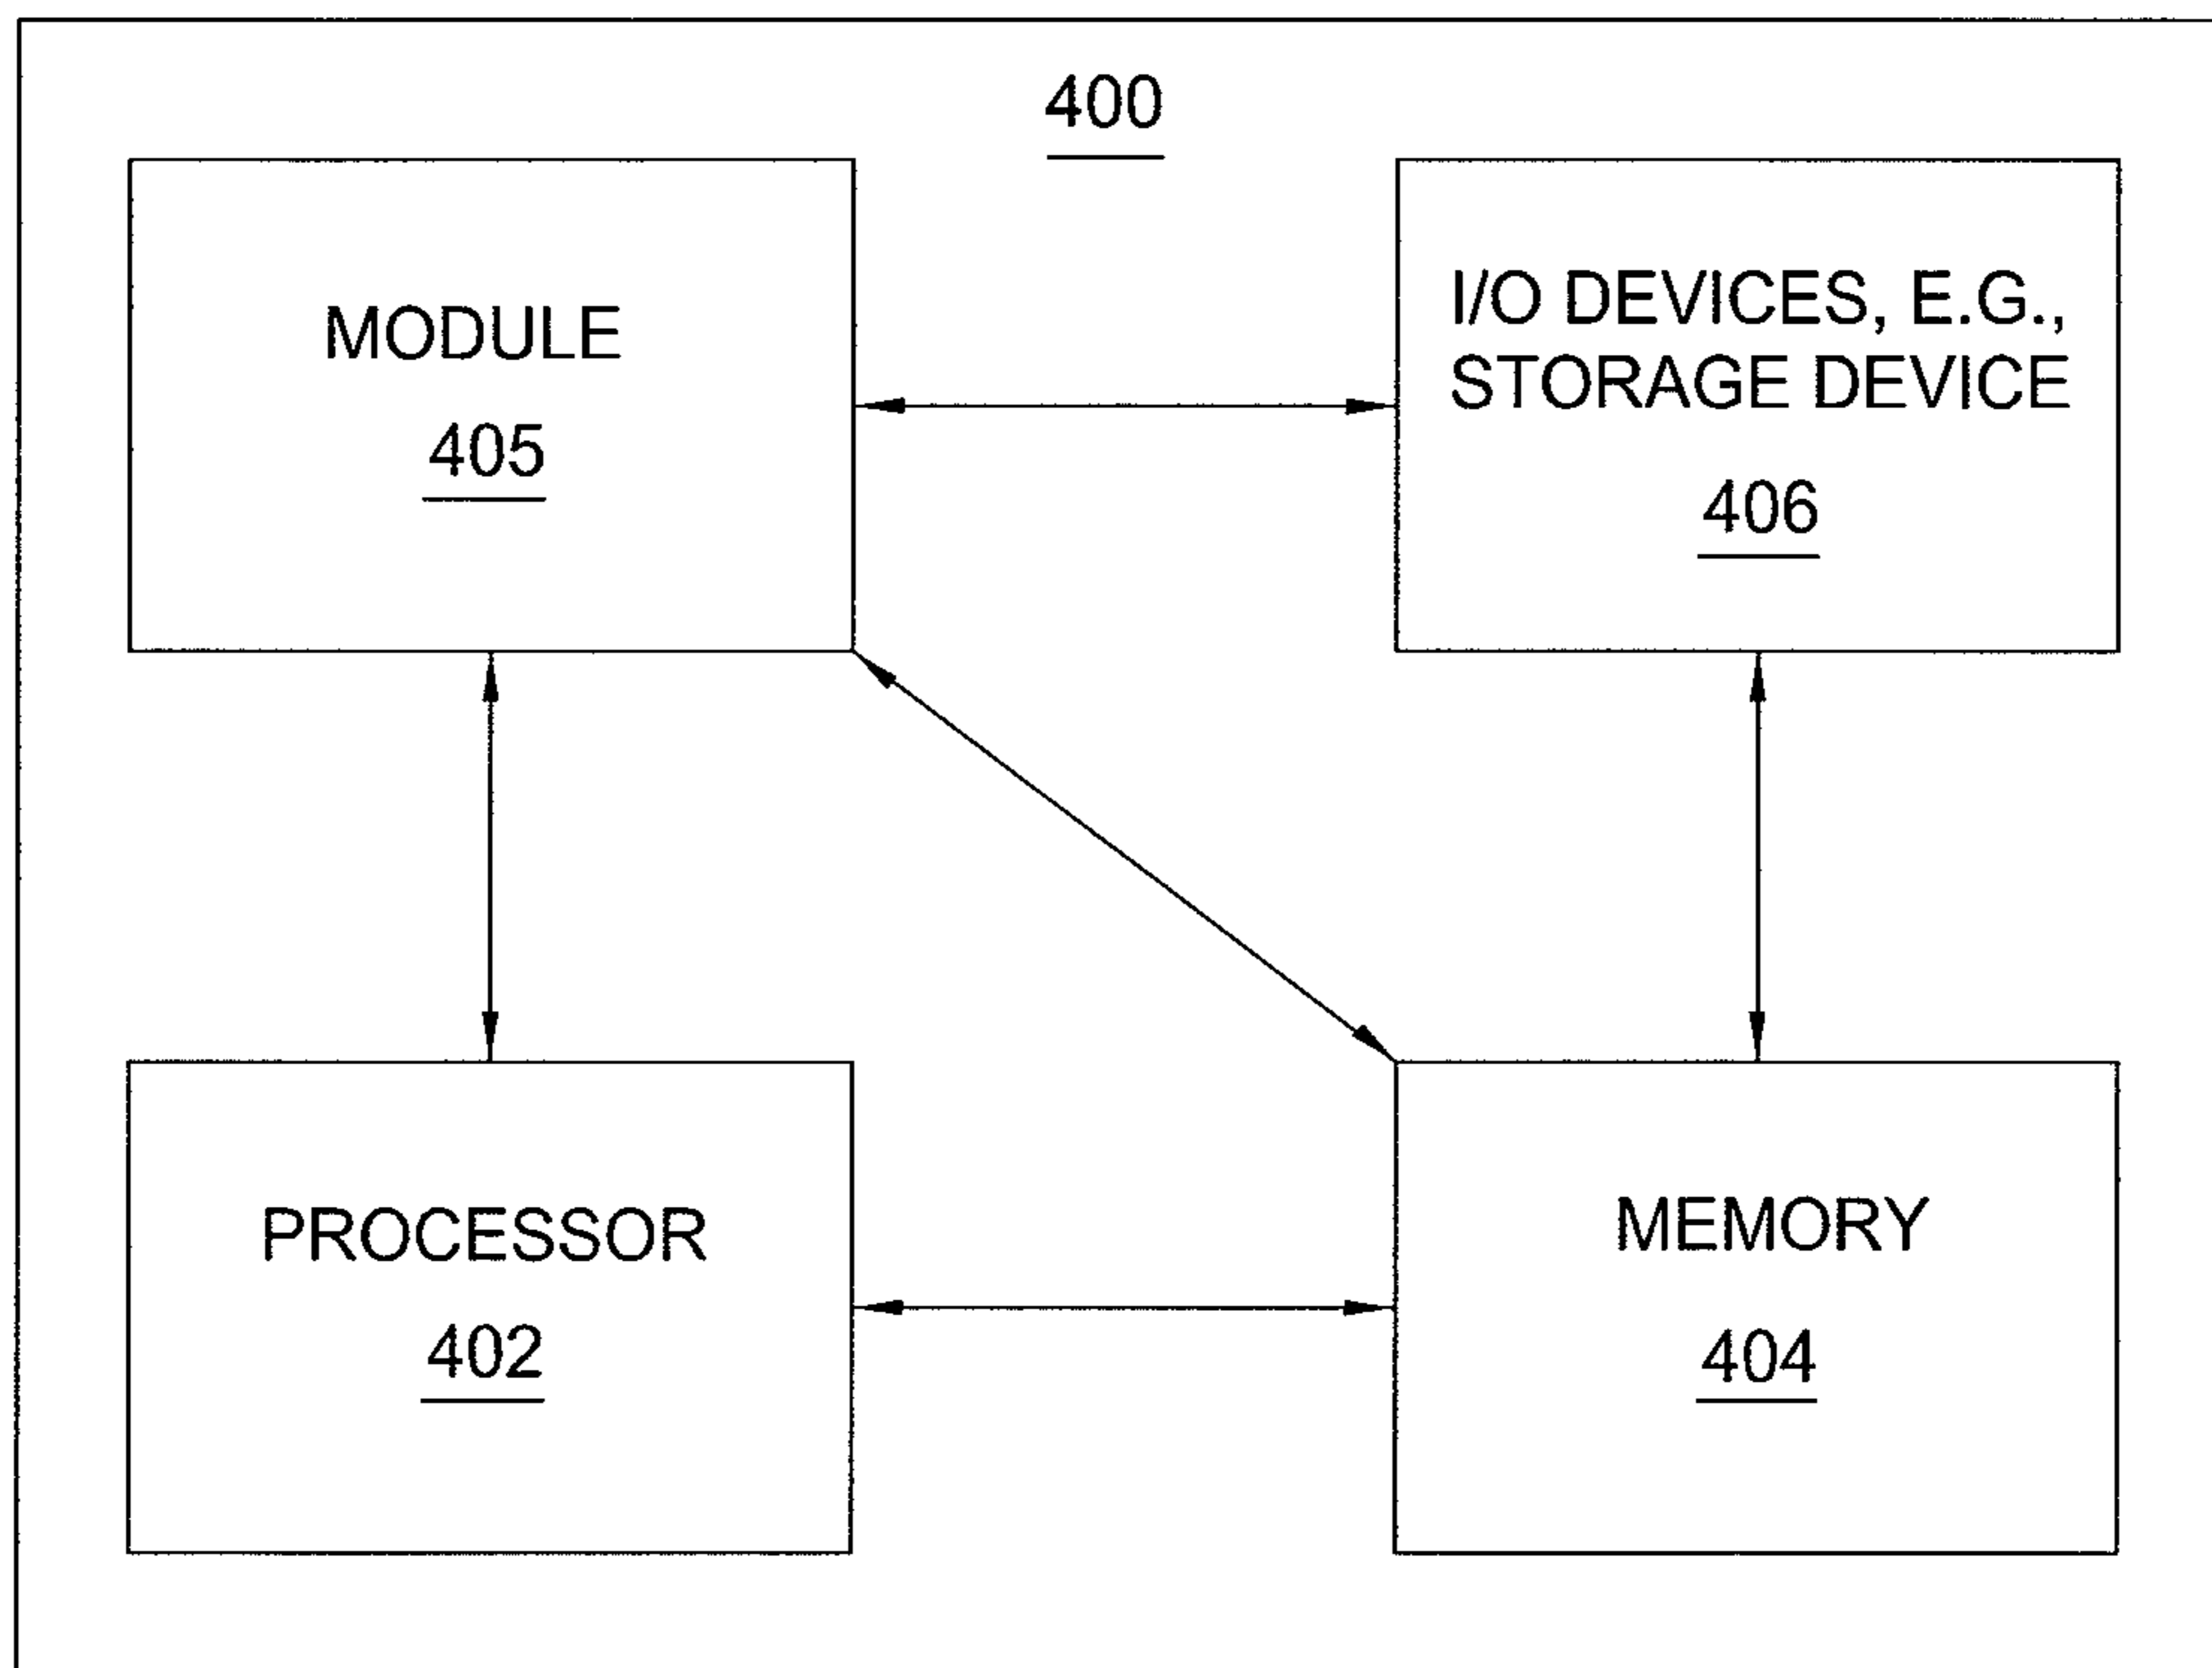 400
MODULE
405
I/O DEVICES, E.G.,
STORAGE DEVICE
406
PROCESSOR
402
MEMORY
404